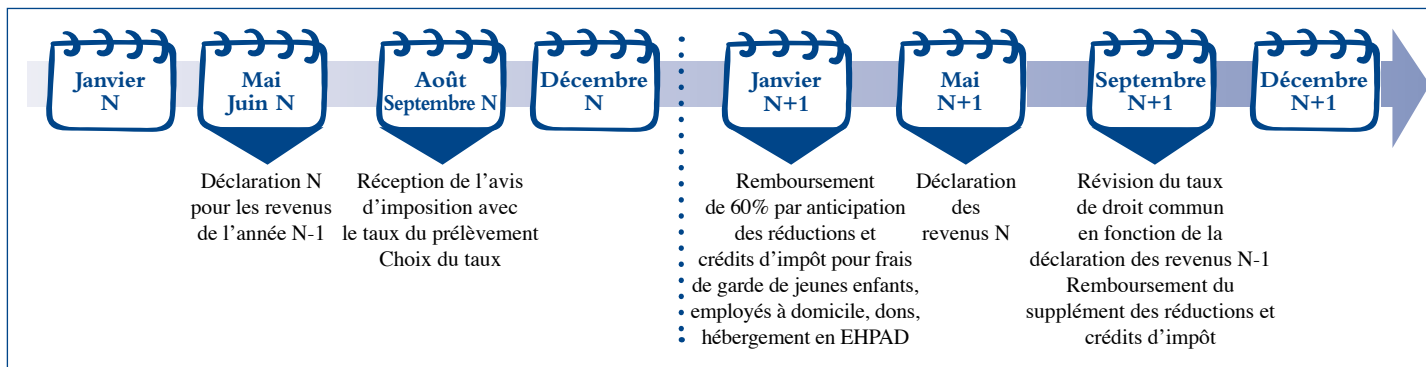 Janvier
N
Mai
Juin N
Août
Septembre N
Décembre
N
Janvier
N+1
Mai
N+1
Septembre
N+1
Décembre
N+1
Déclaration N
pour les revenus
de l’année N-1
Réception de l’avis
d’imposition avec
le taux du prélèvement
Choix du taux
Remboursement
de 60% par anticipation
des réductions et
crédits d’impôt pour frais
de garde de jeunes enfants,
employés à domicile, dons,
hébergement en EHPAD
Déclaration
des
revenus N
Révision du taux
de droit commun
en fonction de la
déclaration des revenus N-1
Remboursement du
supplément des réductions et
crédits d’impôt